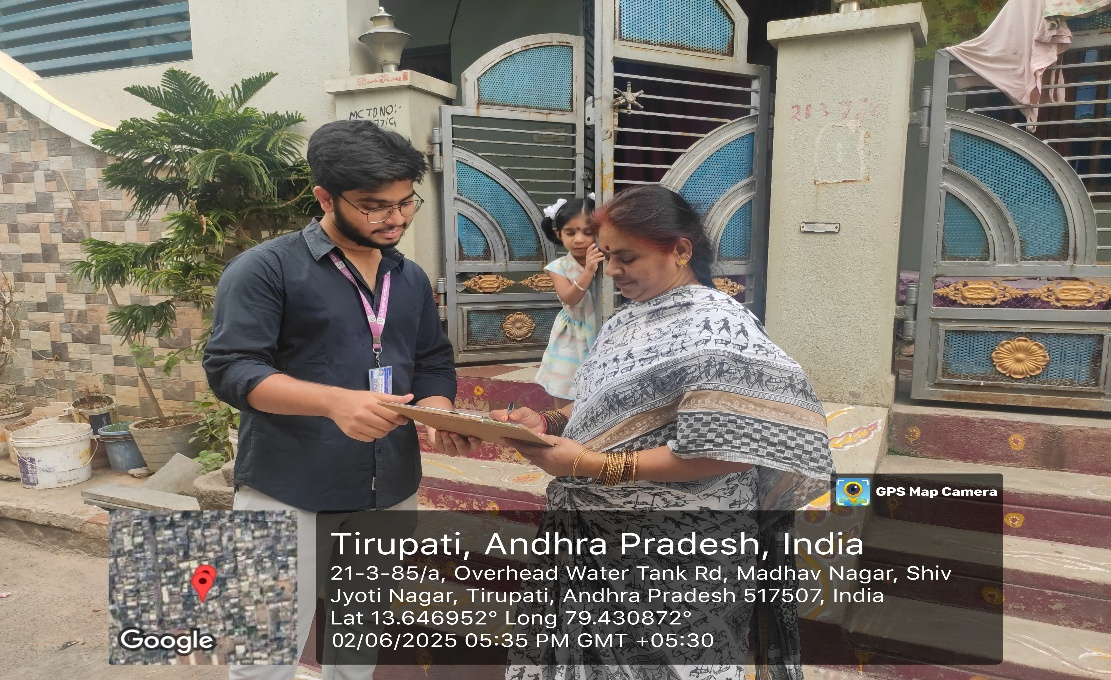 MCTDNO:-
GPS Map Camera
Google
Tirupati, Andhra Pradesh, India
21-3-85/a, Overhead Water Tank Rd, Madhav Nagar, Shiv
Jyoti Nagar, Tirupati, Andhra Pradesh 517507, India
Lat 13.646952° Long 79.430872°
02/06/2025 05:35 PM GMT +05:30